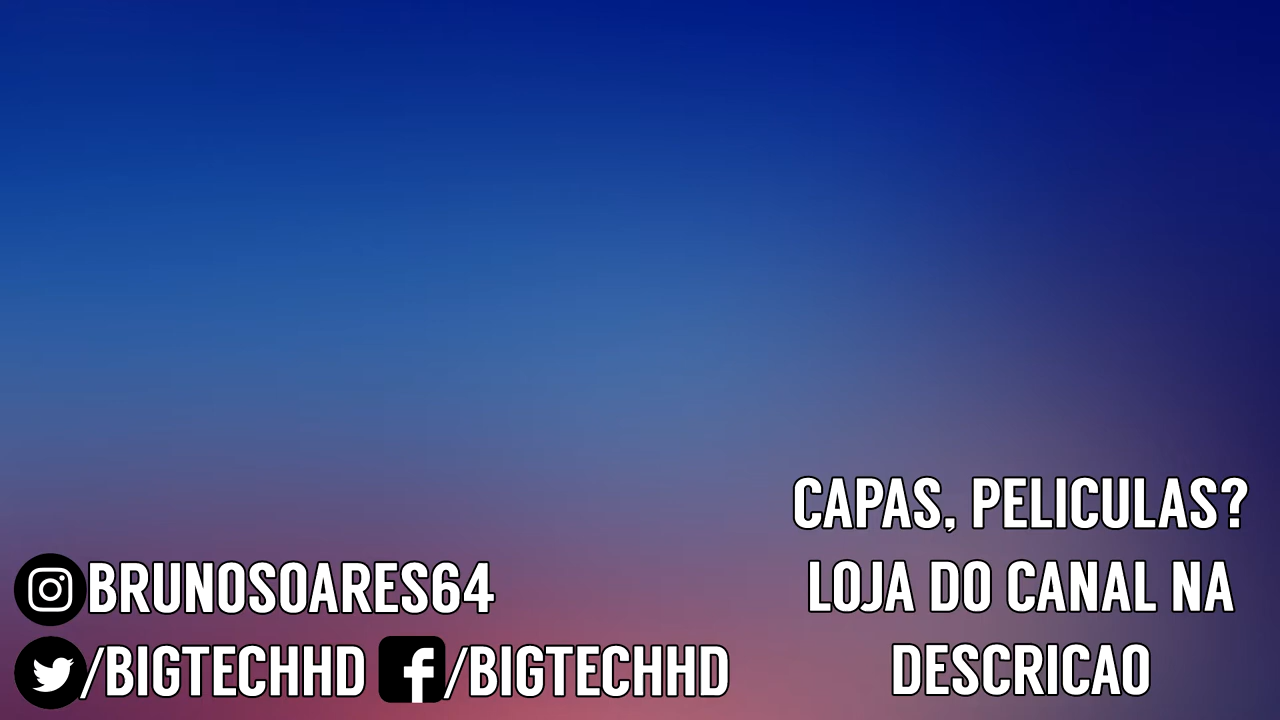 CAPAS, PELICULAS?
LOJA DO CANAL NA
DESCRICAO
BRUNOSOARES64
/BIGTECHHD /BIGTECHHD